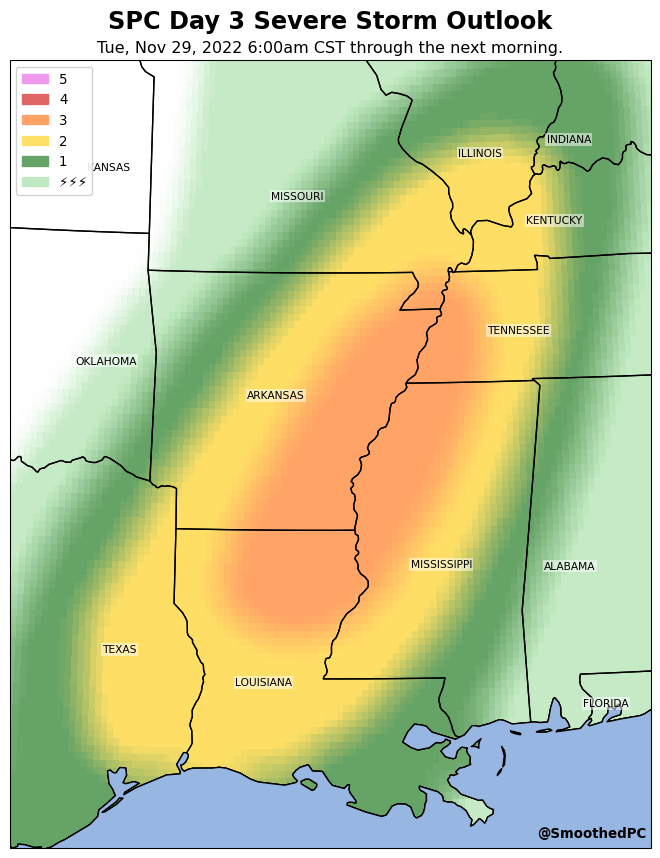 SPC Day 3 Severe Storm Outlook
Tue, Nov 29, 2022 6:00am CST through the next morning.
5
4
3
2
1
⚡⚡⚡
KANSAS
MISSOURI
ILLINOIS
INDIANA
KENTUCKY
TENNESSEE
OKLAHOMA
ARKANSAS
MISSISSIPPI
ALABAMA
TEXAS
LOUISIANA
FLORIDA
@SmoothedPC